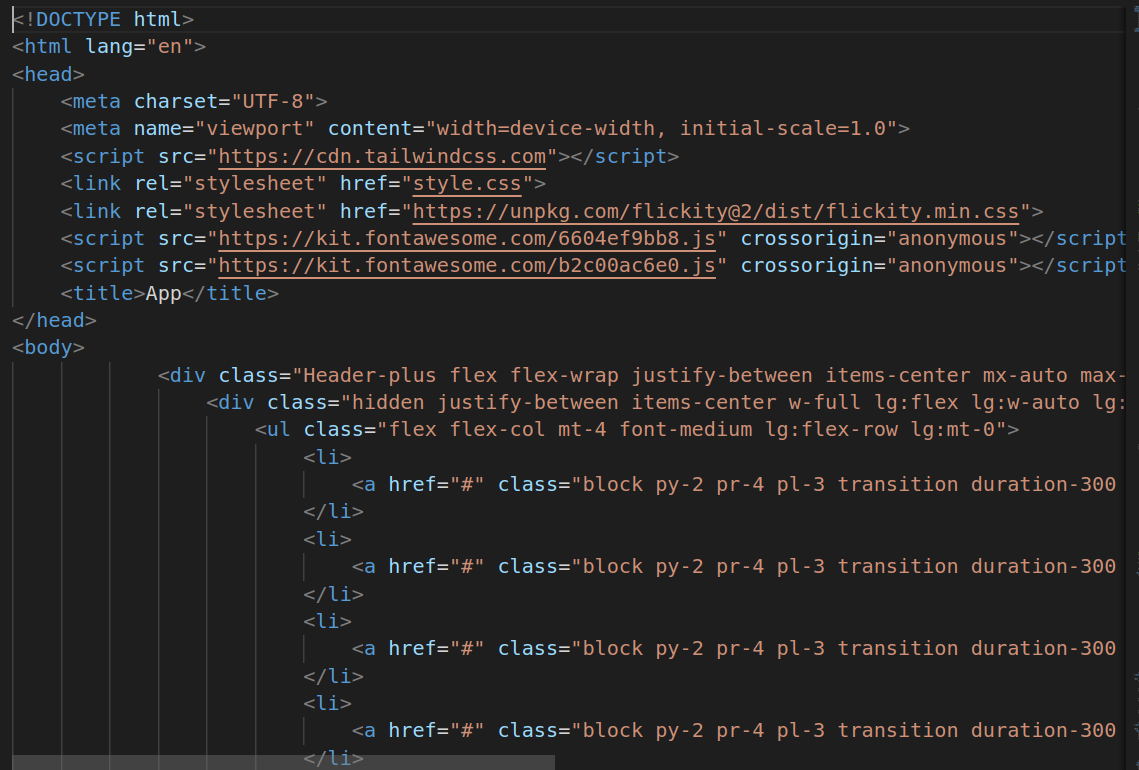 <!DOCTYPE html>
<html lang="en">
<head>
    <meta charset="UTF-8">
    <meta name="viewport" content="width=device-width, initial-scale=1.0">
    <script src="https://cdn.tailwindcss.com"></script>
    <link rel="stylesheet" href="style.css">
    <link rel="stylesheet" href="https://unpkg.com/flickity@2/dist/flickity.min.css">
    <script src="https://kit.fontawesome.com/6604ef9bb8.js" crossorigin="anonymous"></script
    <script src="https://kit.fontawesome.com/b2c00ac6e0.js" crossorigin="anonymous"></script
    <title>App</title>
</head>
<body>
            <div class="Header-plus flex flex-wrap justify-between items-center mx-auto max-
                <div class="hidden justify-between items-center w-full lg:flex lg:w-auto lg:
                    <ul class="flex flex-col mt-4 font-medium lg:flex-row lg:mt-0">
                        <li>
                            <a href="#" class="block py-2 pr-4 pl-3 transition duration-300
                        </li>
                        <li>
                            <a href="#" class="block py-2 pr-4 pl-3 transition duration-300
                        </li>
                        <li>
                            <a href="#" class="block py-2 pr-4 pl-3 transition duration-300
                        </li>
                        <li>
                            <a href="#" class="block py-2 pr-4 pl-3 transition duration-300
                        </li>